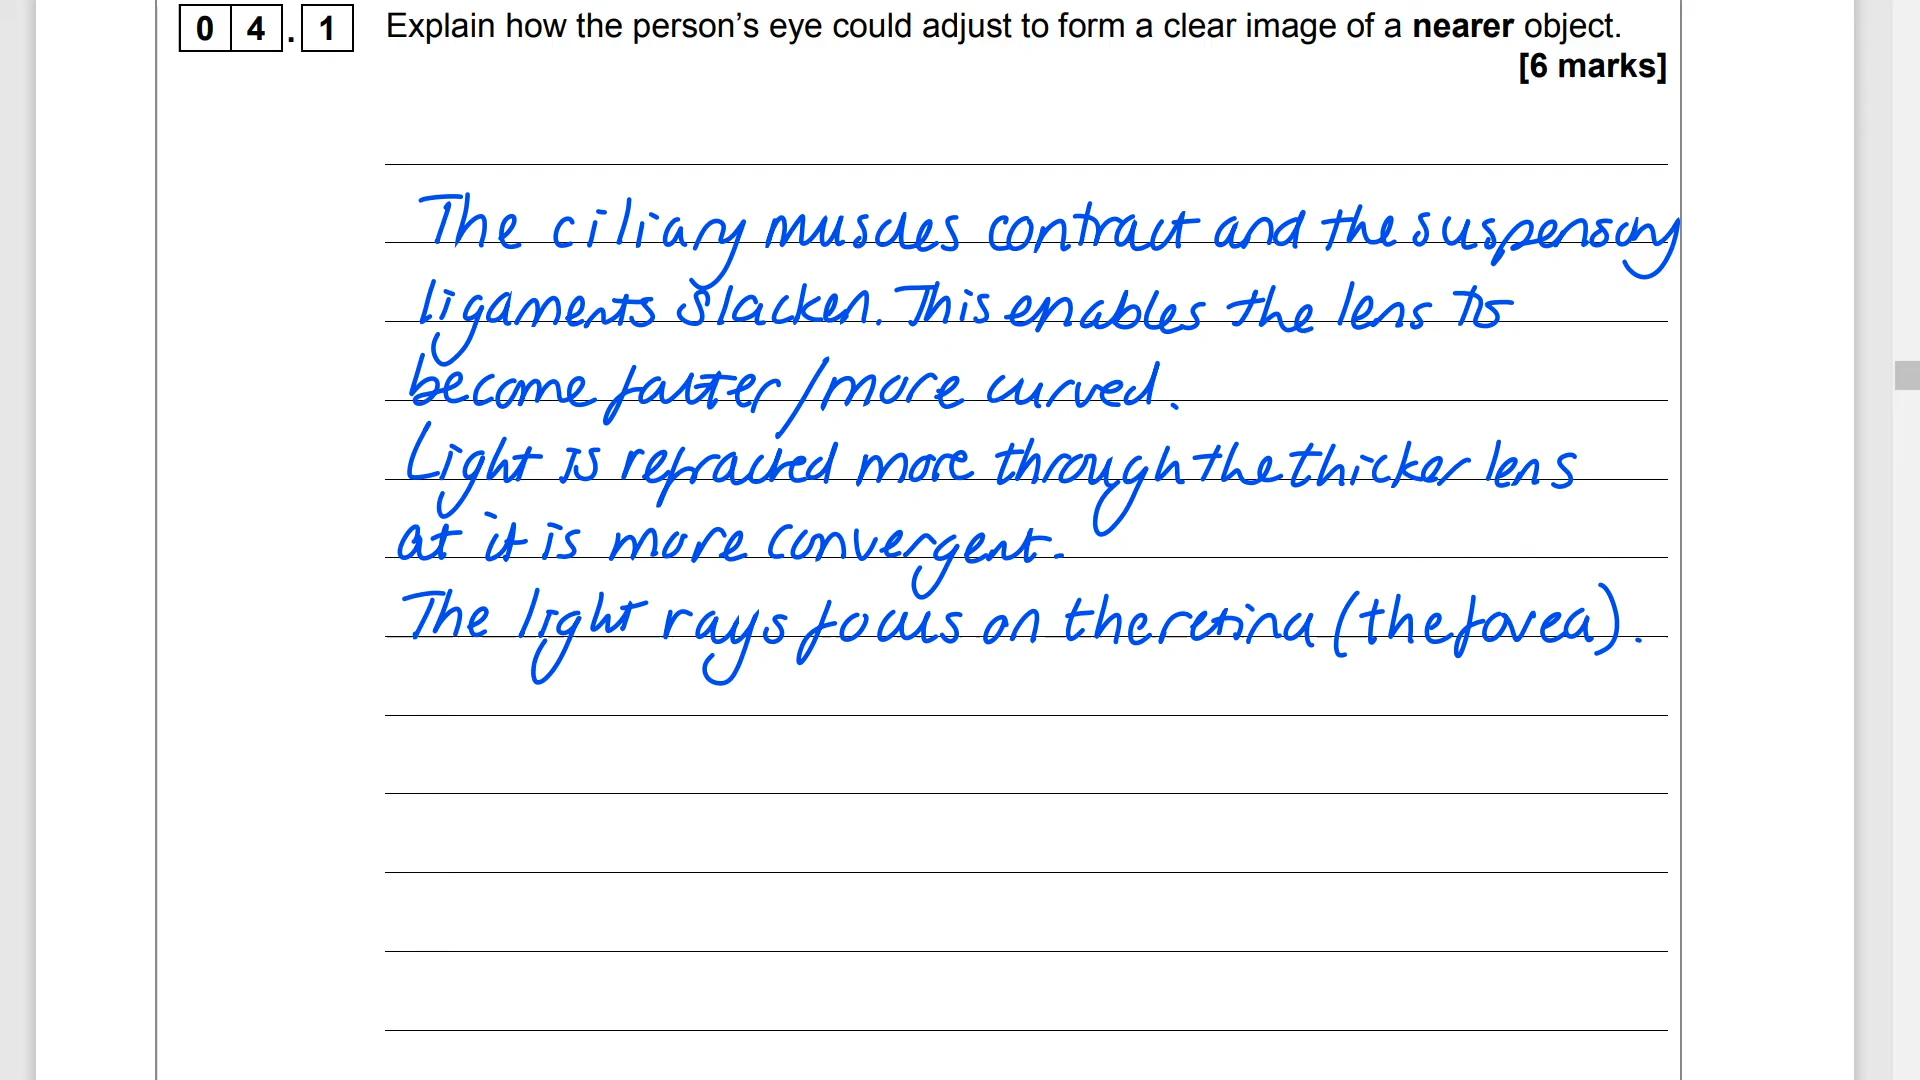 04.1 Explain how the person's eye could adjust to form a clear image of a nearer object.
[6 marks]
The ciliary muscles contract and the suspensory
ligaments slacken. This enables the lens to
become fatter/more curved.
Light is refracted more through the thicker lens
at it is more convergent.
The light rays focus on the retina (the fovea).